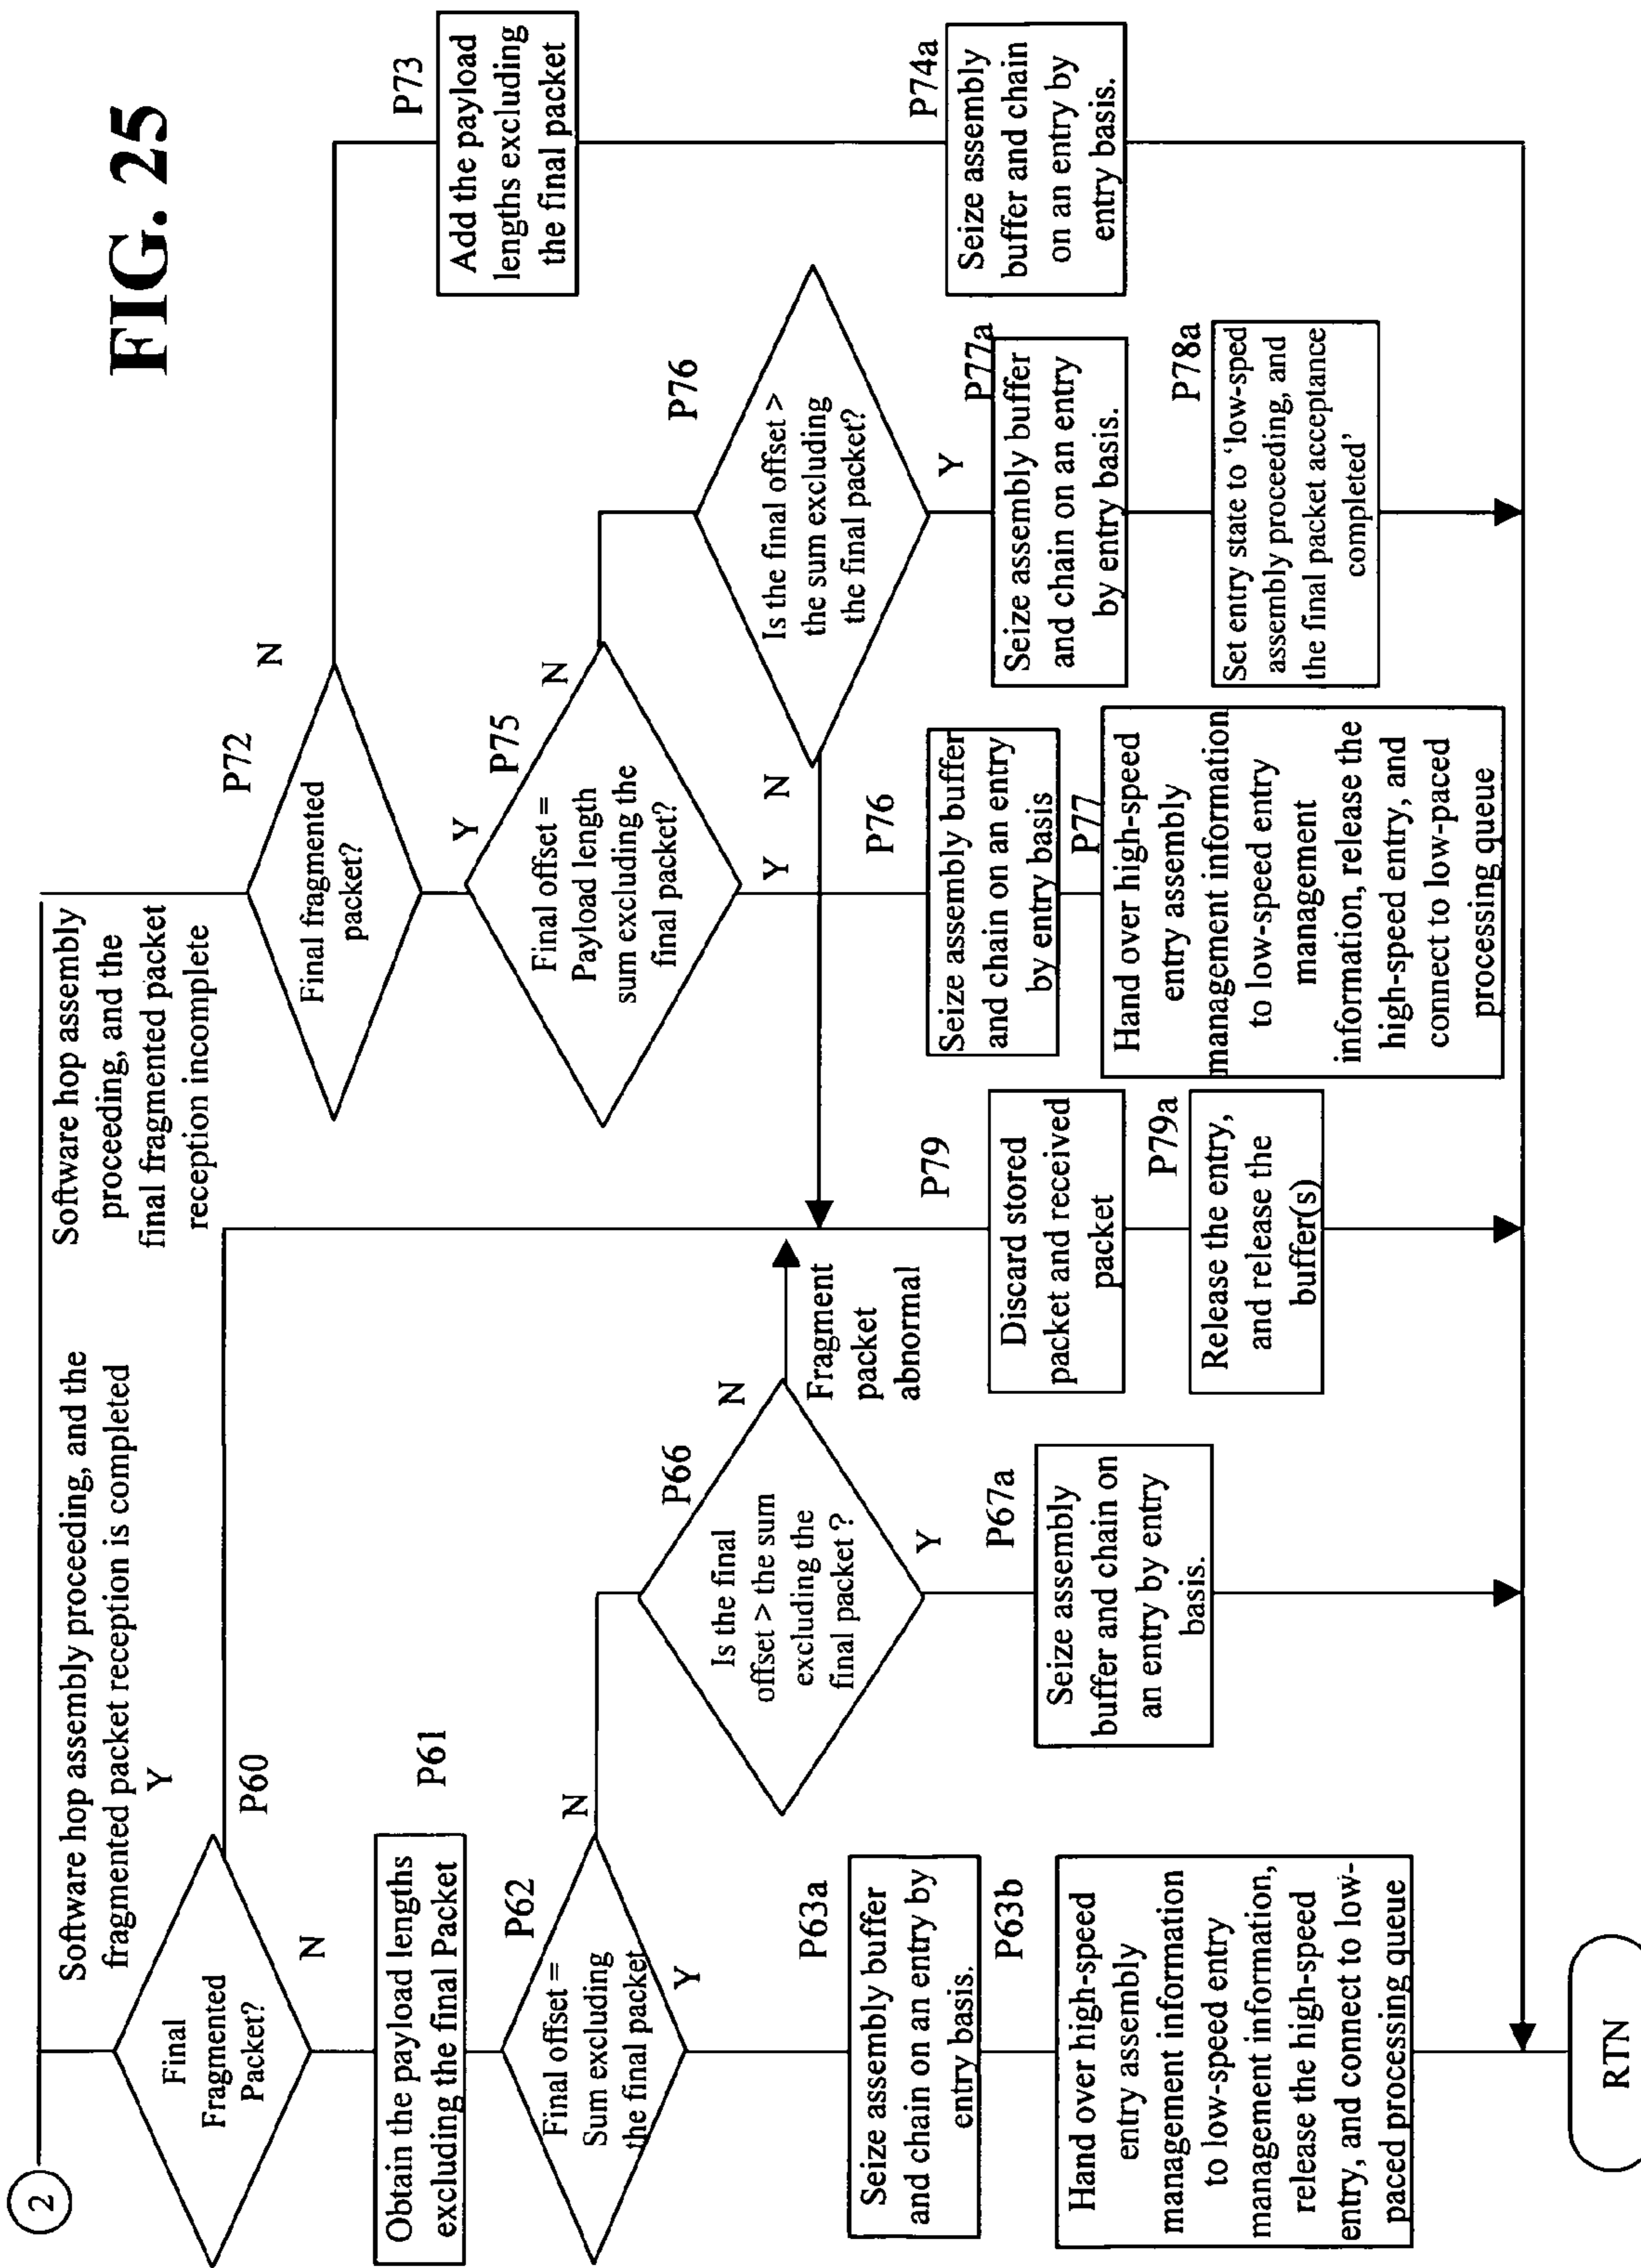 FIG. 25
2
Software hop assembly proceeding, and the
fragmented packet reception is completed
Software hop assembly
proceeding, and the
final fragmented packet
reception incomplete
Y
P60
Final
Fragmented
Packet?
N
P61
Obtain the payload lengths
excluding the final Packet
P62
Final offset =
Sum excluding
the final packet
N
Y
P63a
Seize assembly buffer
and chain on an entry by
entry basis.
P63b
Hand over high-speed
entry assembly
management information
to low-speed entry
management information,
release the high-speed
entry, and connect to low-
paced processing queue
RTN
P66
Is the final
offset > the sum
excluding the
final packet ?
N
Fragment
packet
abnormal
Y
P67a
Seize assembly
buffer and chain on
an entry by entry
basis.
P79
Discard stored
packet and received
packet
P79a
Release the entry,
and release the
buffer(s)
P72
Final fragmented
packet?
N
Y
P75
Final offset =
Payload length
sum excluding the
final packet?
N
Y
P76
Seize assembly buffer
and chain on an entry
by entry basis
P77
Hand over high-speed
entry assembly
management information
to low-speed entry
management
information, release the
high-speed entry, and
connect to low-paced
processing queue
P76
Is the final offset >
the sum excluding
the final packet?
N
Y
P77a
Seize assembly buffer
and chain on an entry
by entry basis.
P78a
Set entry state to ‘low-sped
assembly proceeding, and
the final packet acceptance
completed’
P73
Add the payload
lengths excluding
the final packet
P74a
Seize assembly
buffer and chain
on an entry by
entry basis.